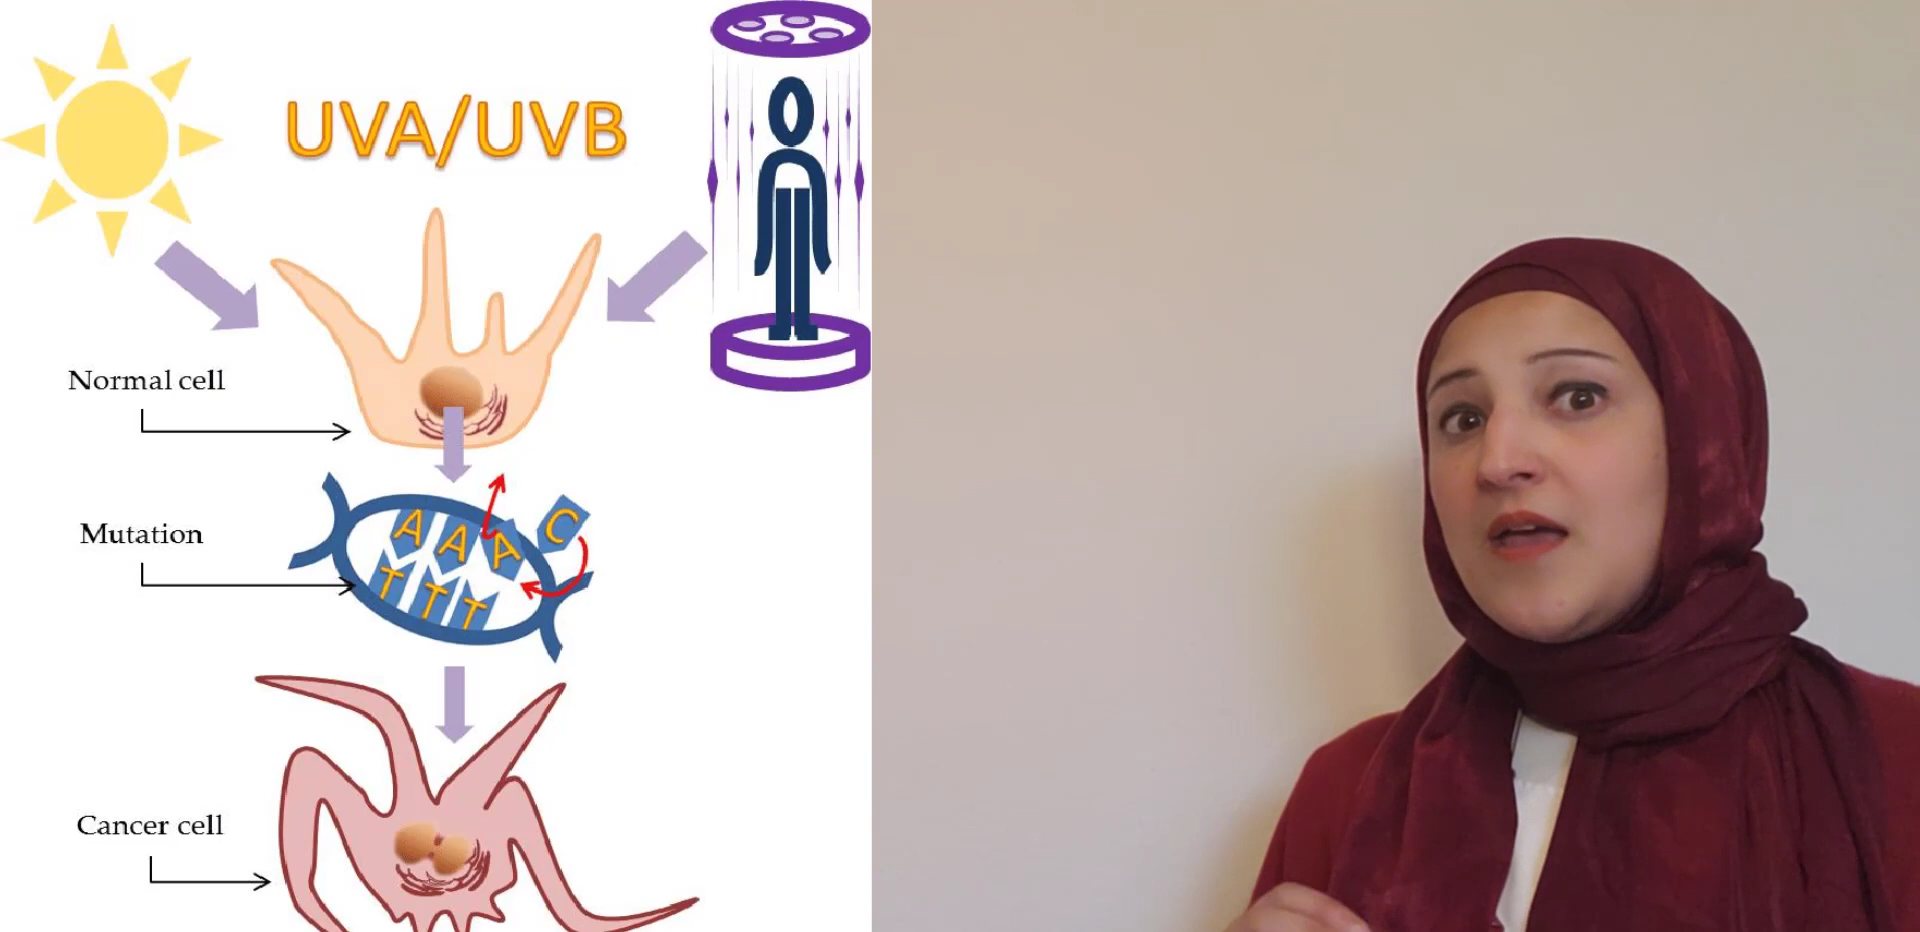 UVA/UVB
Normal cell
Mutation
A A A C
T T T
Cancer cell